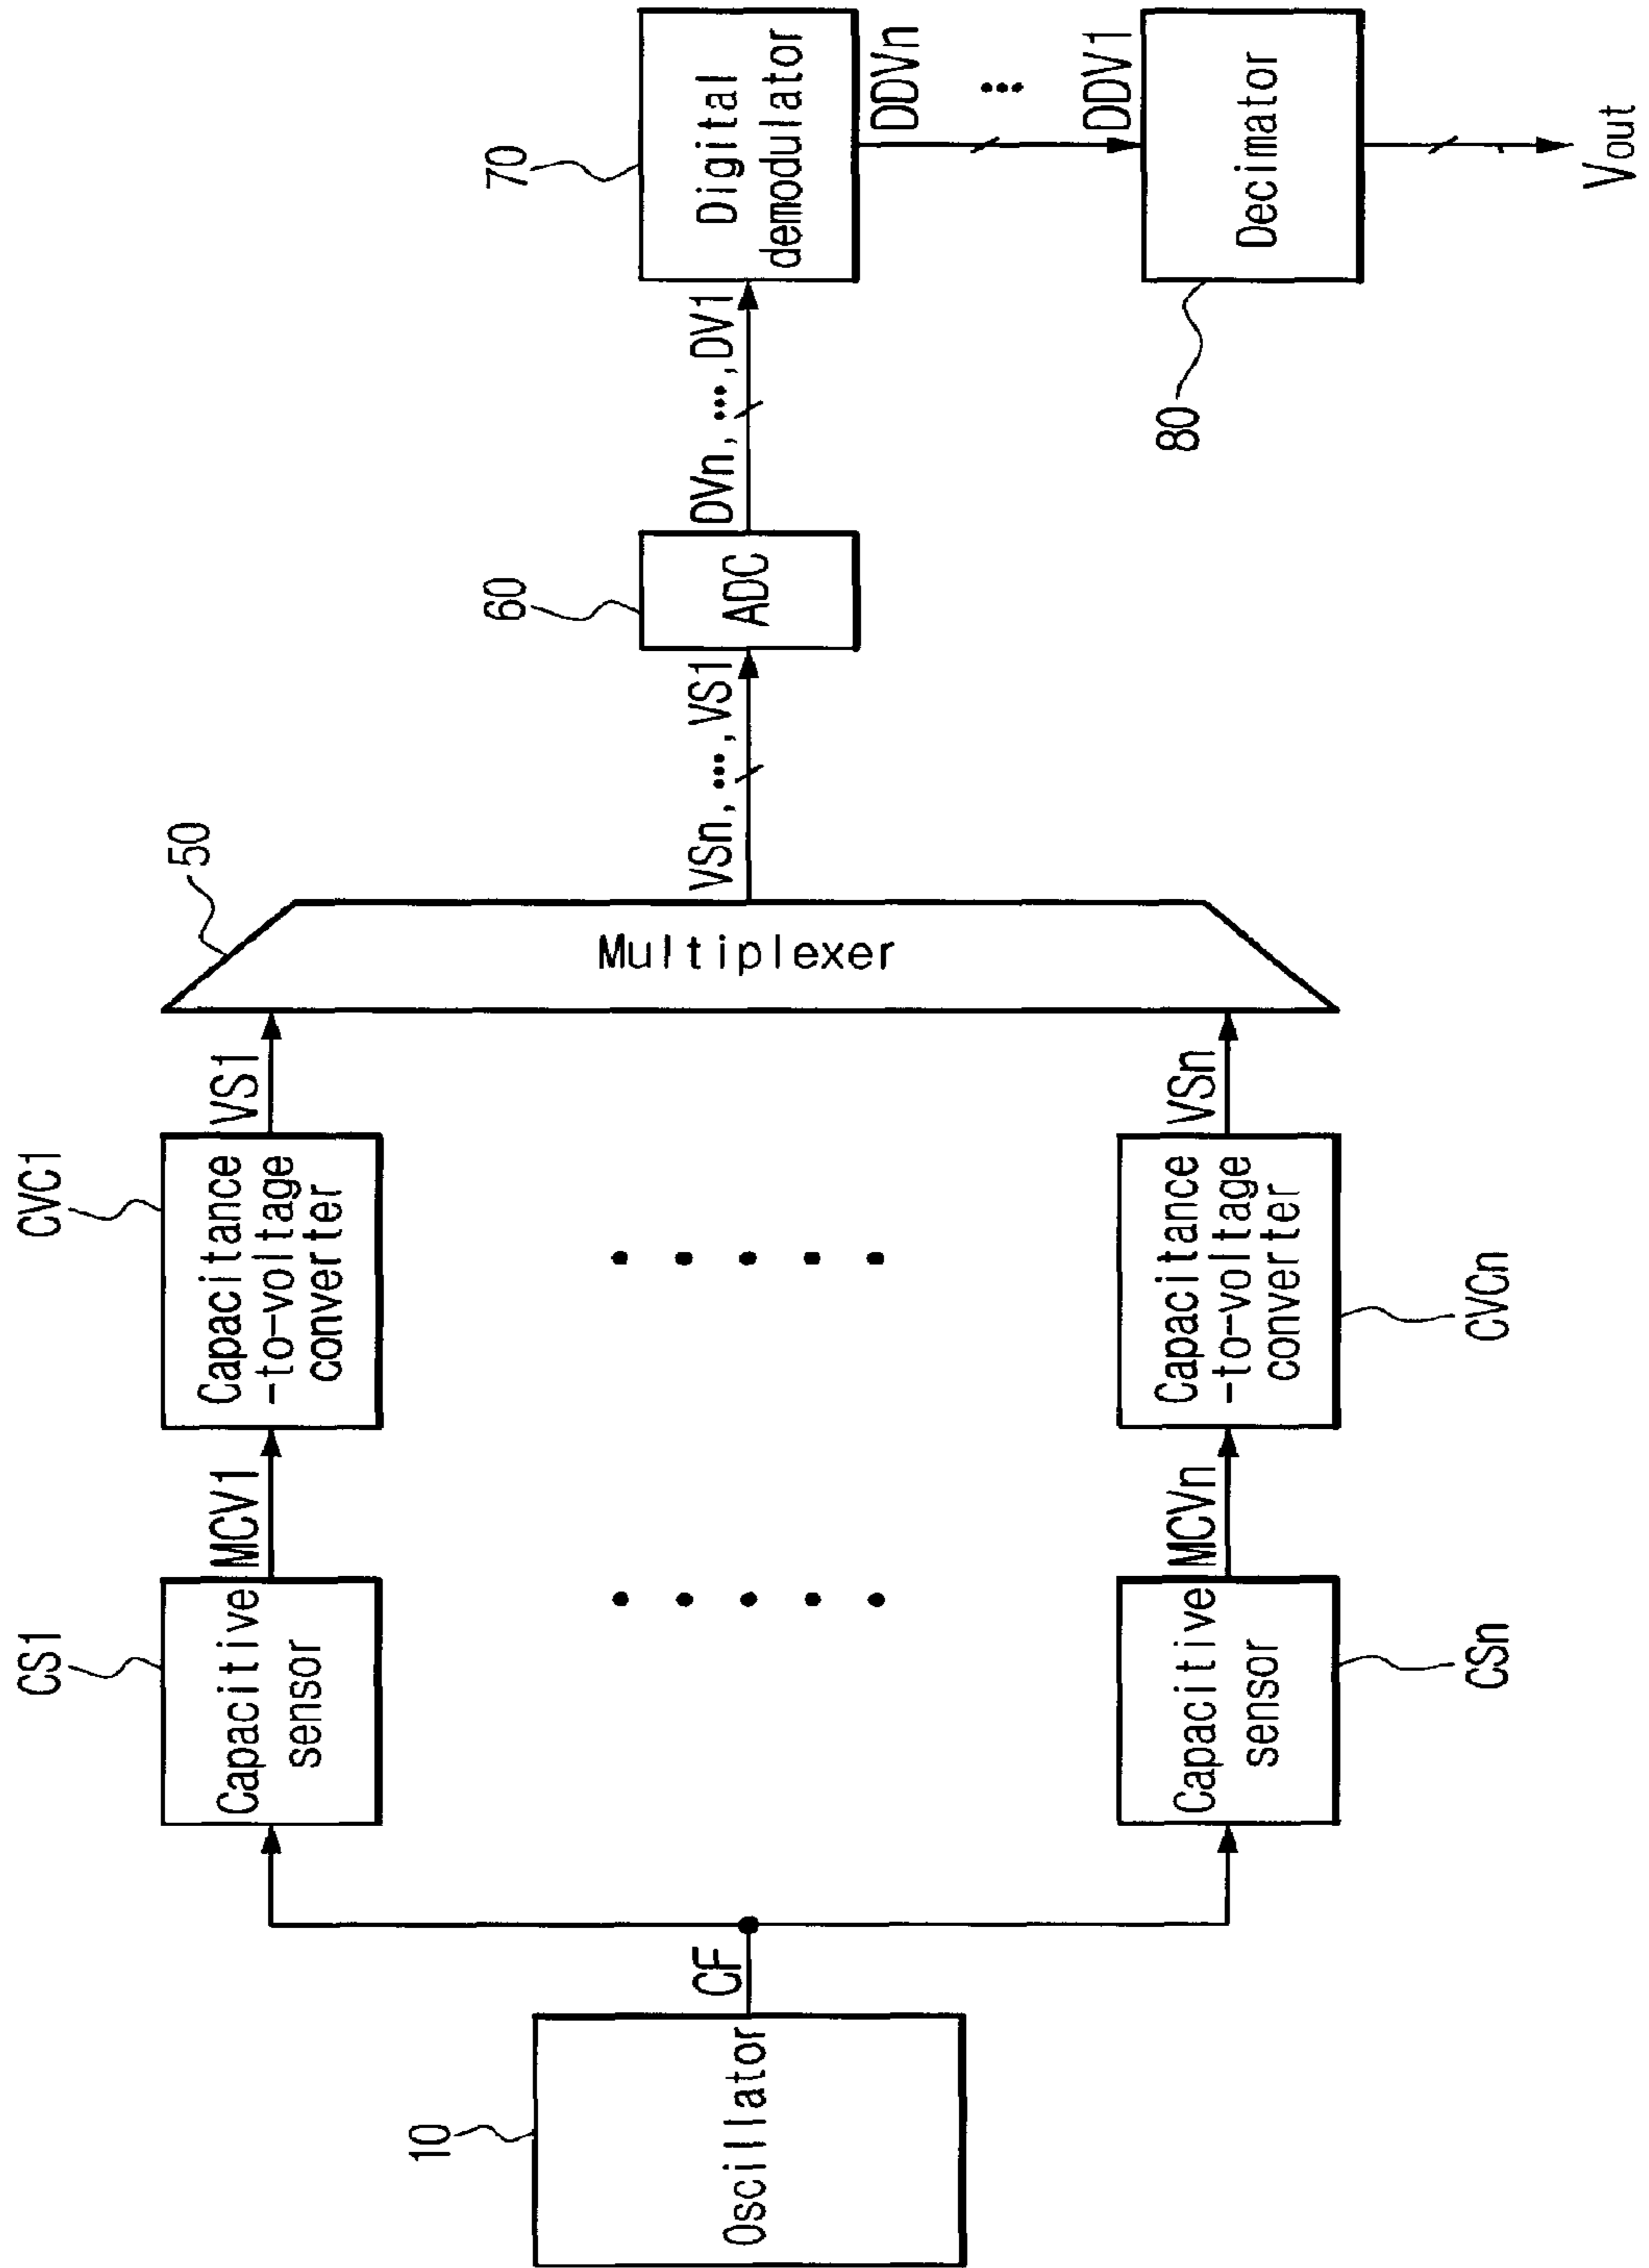 10
Oscillator
CF
CS1
Capacitive
sensor
MCV1
CVC1
Capacitance
-to-voltage
converter
VS1
CSn
Capacitive
sensor
MCVn
CVCn
Capacitance
-to-voltage
converter
VSn
50
Multiplexer
VSn, ..., VS1
60
ADC
DVn, ..., DV1
70
Digital
demodulator
DDVn
...
DDV1
80
Decimator
Vout